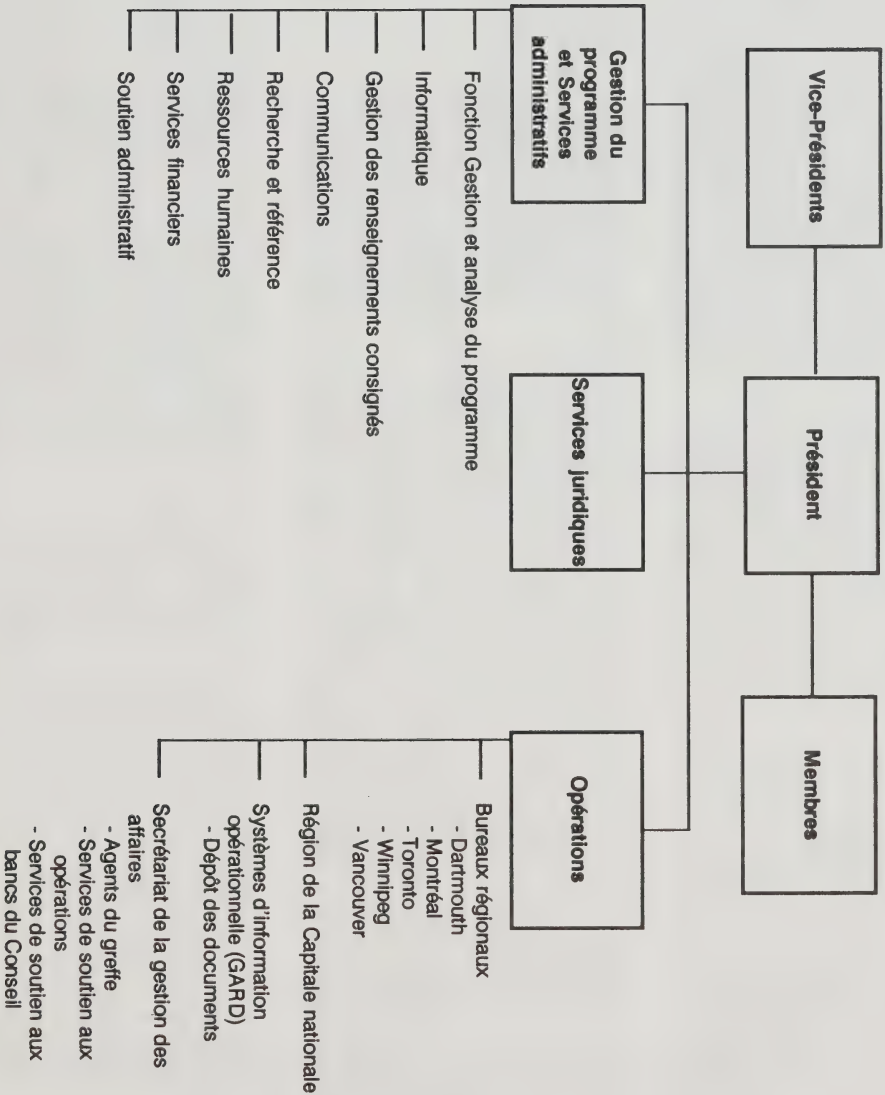 Vice-Présidents
Président
Membres
Gestion du
programme
et Services
administratifs
Fonction Gestion et analyse du programme
Informatique
Gestion des renseignements consignés
Communications
Recherche et référence
Ressources humaines
Services financiers
Soutien administratif
Services juridiques
Opérations
Bureaux régionaux
- Dartmouth
- Montréal
- Toronto
- Winnipeg
- Vancouver
Région de la Capitale nationale
Systèmes d'information
opérationnelle (GARD)
- Dépôt des documents
Secrétariat de la gestion des
affaires
- Agents du greffe
- Services de soutien aux
opérations
- Services de soutien aux
bancs du Conseil